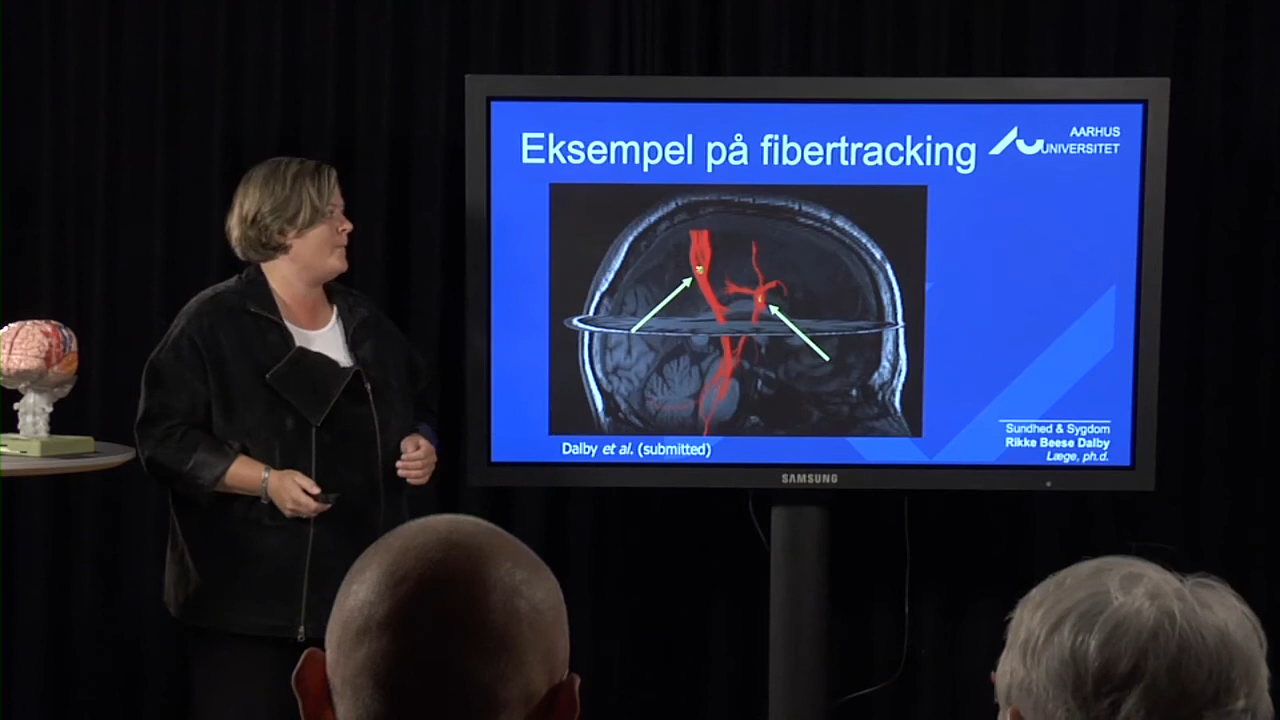 Eksempel på fibertracking
AARHUS
UNIVERSITET
Dalby et al. (submitted)
Sundhed & Sygdom
Rikke Beese Dalby
Læge, ph.d.
SAMSUNG